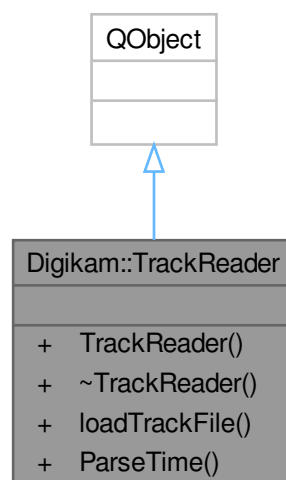 QObject
Digikam::TrackReader
+ TrackReader()
+ ~TrackReader()
+ loadTrackFile()
+ ParseTime()